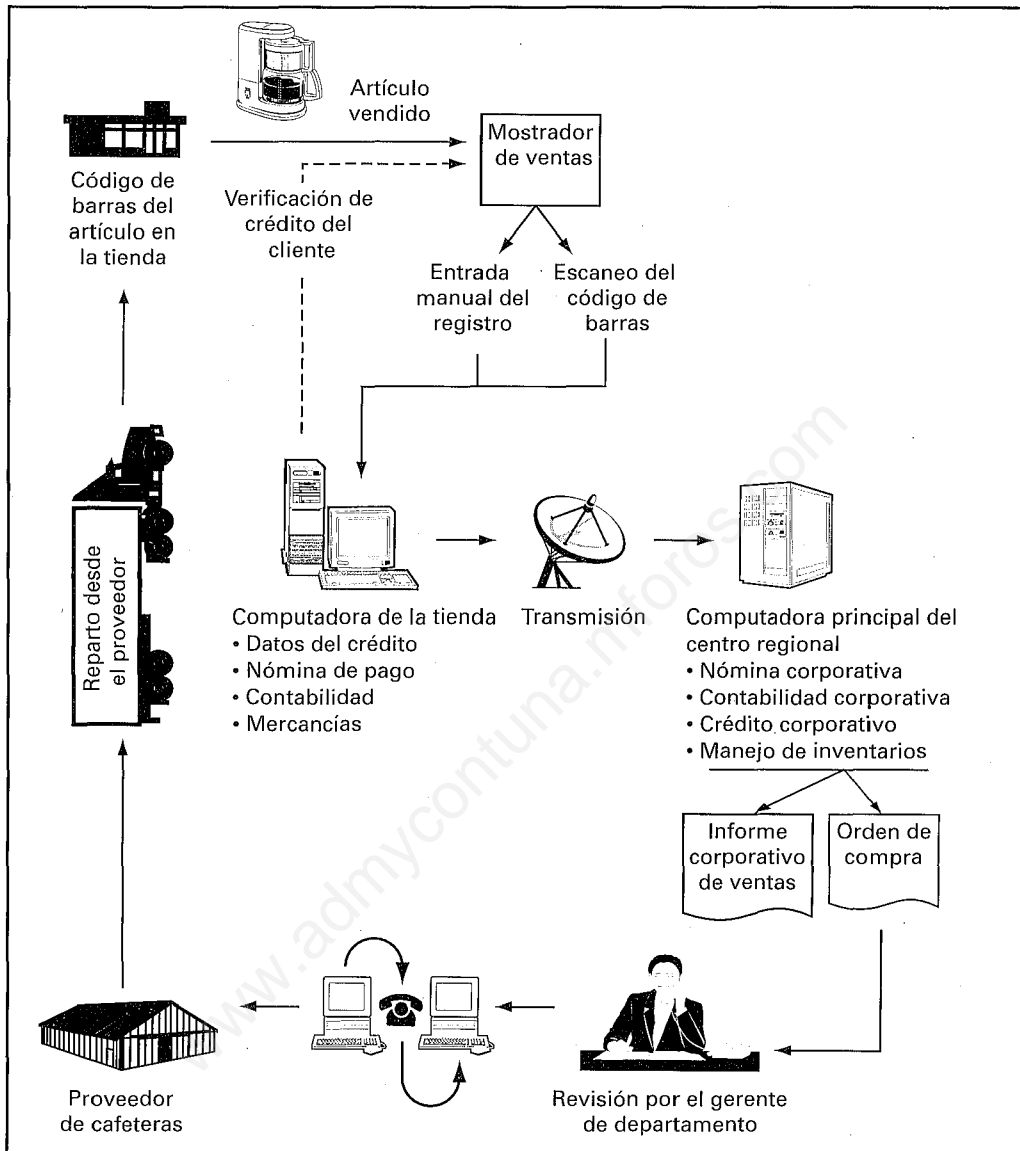 Artículo
vendido
Mostrador
de ventas
Código de
barras del
artículo en
la tienda
Verificación de
crédito del
cliente
Entrada
manual del
registro
Escaneo del
código de
barras
Reparto desde
el proveedor
Computadora de la tienda
• Datos del crédito
• Nómina de pago
• Contabilidad
• Mercancías
Transmisión
Computadora principal del
centro regional
• Nómina corporativa
• Contabilidad corporativa
• Crédito corporativo
• Manejo de inventarios
Informe
corporativo
de ventas
Orden de
compra
Proveedor
de cafeteras
Revisión por el gerente
de departamento
www.admycontuna.mforos.com